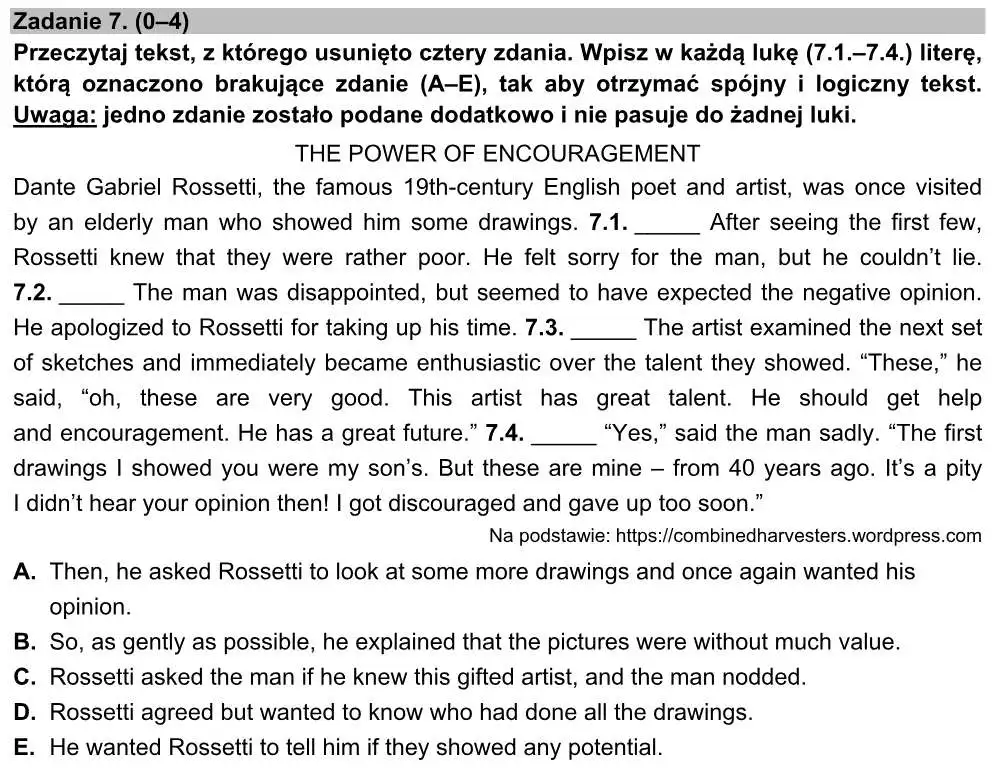 Zadanie 7. (0–4)
Przeczytaj tekst, z którego usunięto cztery zdania. Wpisz w każdą lukę (7.1.–7.4.) literę,
którą oznaczono brakujące zdanie (A–E), tak aby otrzymać spójny i logiczny tekst.
Uwaga: jedno zdanie zostało podane dodatkowo i nie pasuje do żadnej luki.
THE POWER OF ENCOURAGEMENT
Dante Gabriel Rossetti, the famous 19th-century English poet and artist, was once visited
by an elderly man who showed him some drawings. 7.1. _____ After seeing the first few,
Rossetti knew that they were rather poor. He felt sorry for the man, but he couldn’t lie.
7.2. _____ The man was disappointed, but seemed to have expected the negative opinion.
He apologized to Rossetti for taking up his time. 7.3. _____ The artist examined the next set
of sketches and immediately became enthusiastic over the talent they showed. “These,” he
said, “oh, these are very good. This artist has great talent. He should get help
and encouragement. He has a great future.” 7.4. _____ “Yes,” said the man sadly. “The first
drawings I showed you were my son’s. But these are mine – from 40 years ago. It’s a pity
I didn’t hear your opinion then! I got discouraged and gave up too soon.”
Na podstawie: https://combinedharvesters.wordpress.com
A. Then, he asked Rossetti to look at some more drawings and once again wanted his
opinion.
B. So, as gently as possible, he explained that the pictures were without much value.
C. Rossetti asked the man if he knew this gifted artist, and the man nodded.
D. Rossetti agreed but wanted to know who had done all the drawings.
E. He wanted Rossetti to tell him if they showed any potential.